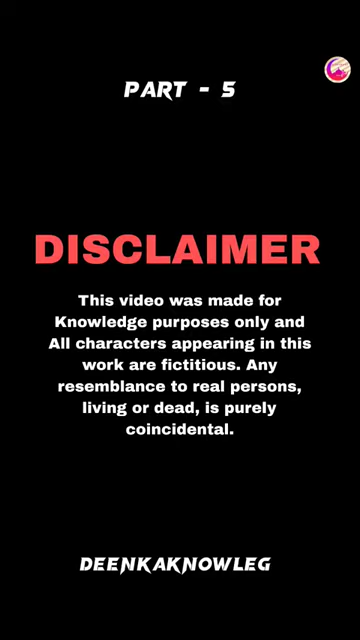 PART - 5
DISCLAIMER
This video was made for
Knowledge purposes only and
All characters appearing in this
work are fictitious. Any
resemblance to real persons,
living or dead, is purely
coincidental.
DEENKAKNOWLEG